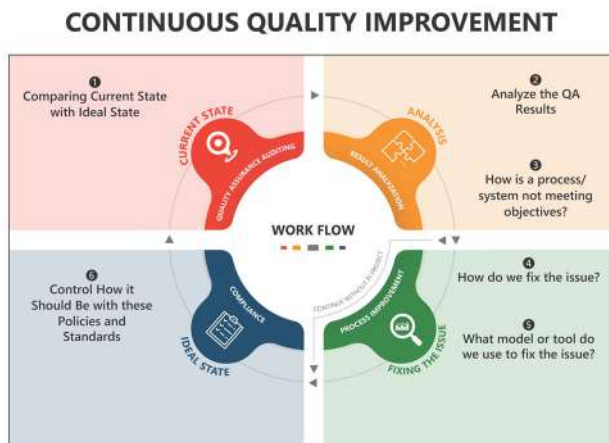 CONTINUOUS QUALITY IMPROVEMENT
1
Comparing Current State
with Ideal State
2
Analyze the QA
Results
3
How is a process/
system not meeting
objectives?
CURRENT STATE
QUALITY ASSURANCE AUDITING
ANALYSIS
RESULT ANALYZATION
WORK FLOW
CONTINUE WITHOUT PI PROJECT
4
How do we fix the issue?
5
What model or tool do
we use to fix the issue?
PROCESS IMPROVEMENT
FIXING THE ISSUE
6
Control How it
Should Be with these
Policies and
Standards
COMPLIANCE
IDEAL STATE